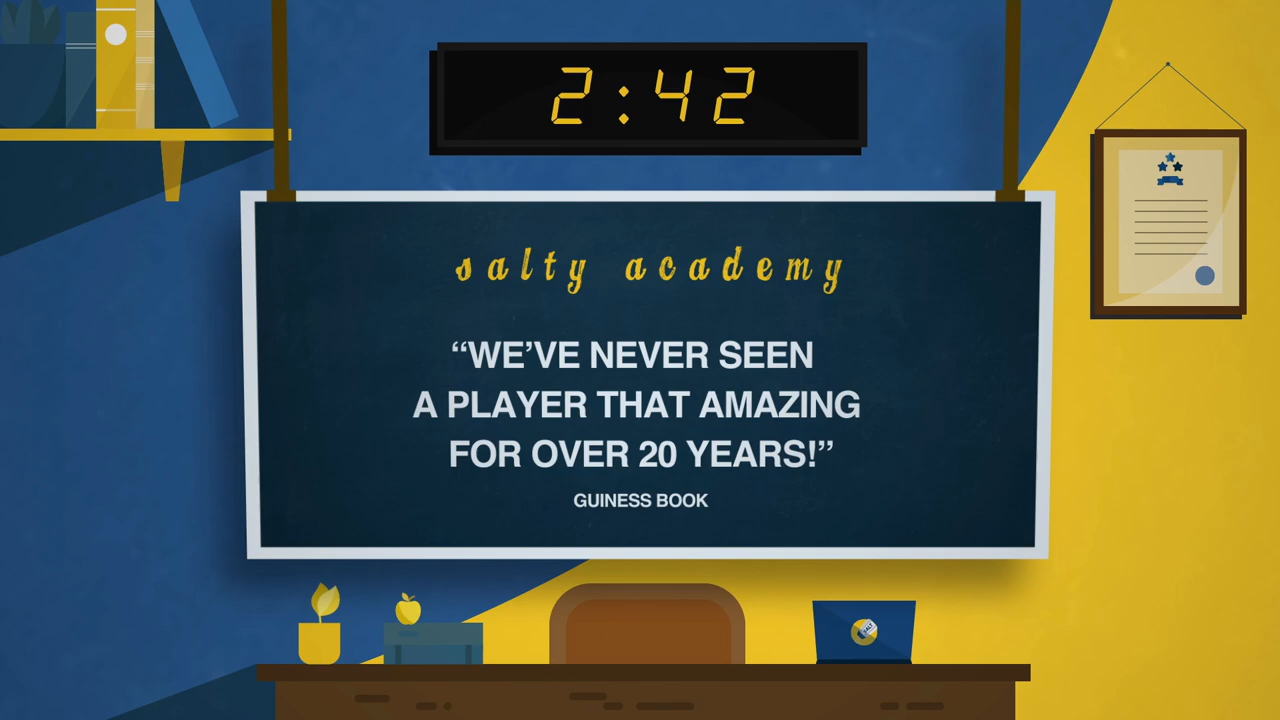 2:42
salty academy
“WE’VE NEVER SEEN
A PLAYER THAT AMAZING
FOR OVER 20 YEARS!”
GUINESS BOOK